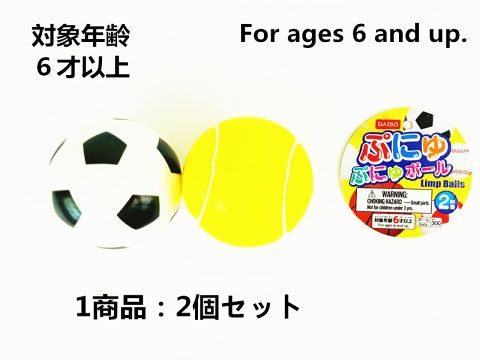 対象年齢
６才以上
For ages 6 and up.
DAISO
ぷにゅ
ぷにゅボール
Limp Balls
WARNING:
CHOKING HAZARD — Small parts.
Not for children under 3 yrs.
2個
対象年齢6才以上
For ages 6 and up
1商品：2個セット